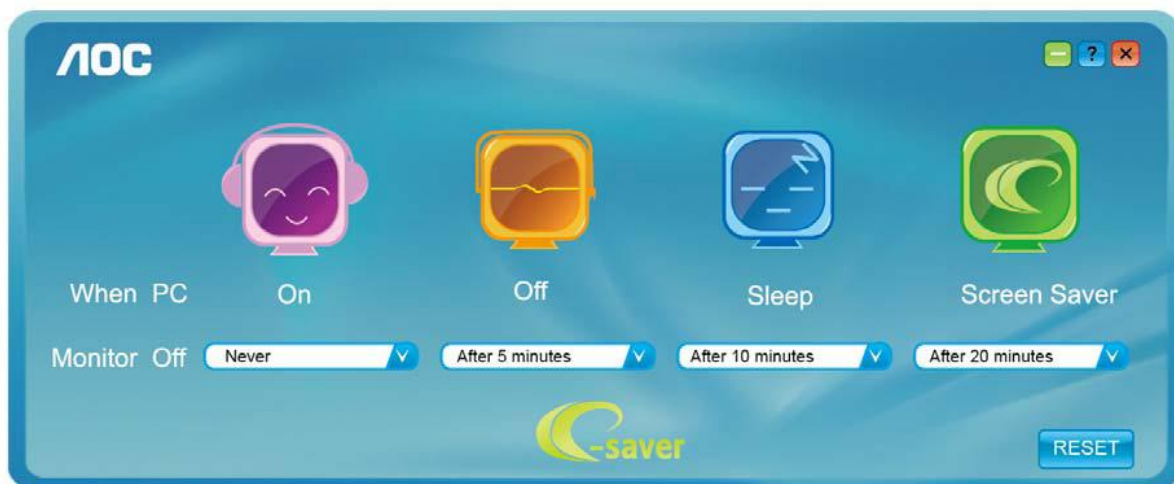 AOC
?
When PC On Off Sleep Screen Saver
Monitor Off Never After 5 minutes After 10 minutes After 20 minutes
e-saver
RESET